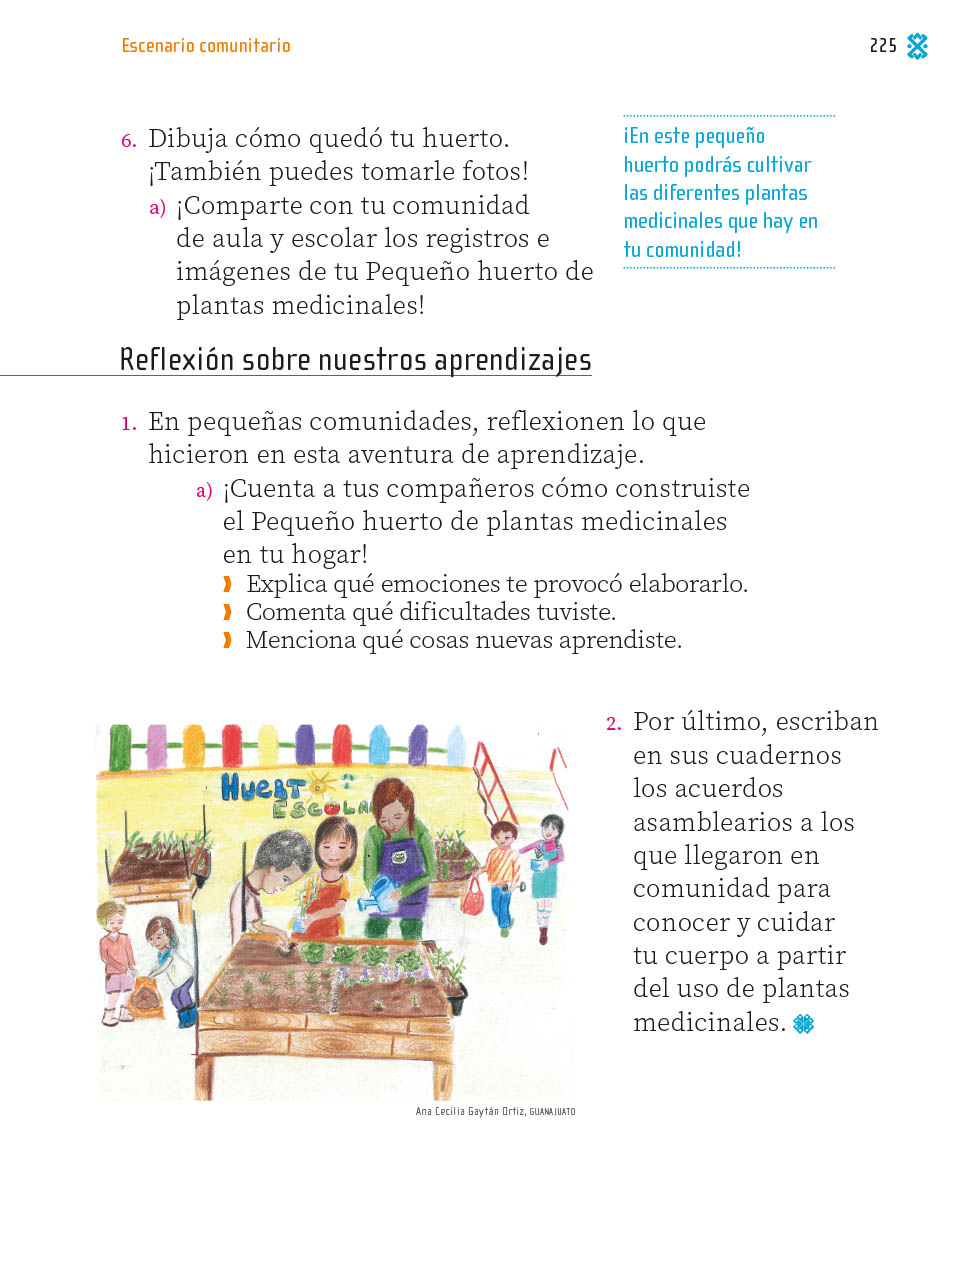 Escenario comunitario
225
6. Dibuja cómo quedó tu huerto.
¡También puedes tomarle fotos!
a) ¡Comparte con tu comunidad
de aula y escolar los registros e
imágenes de tu Pequeño huerto de
plantas medicinales!
¡En este pequeño
huerto podrás cultivar
las diferentes plantas
medicinales que hay en
tu comunidad!
Reflexión sobre nuestros aprendizajes
1. En pequeñas comunidades, reflexionen lo que
hicieron en esta aventura de aprendizaje.
a) ¡Cuenta a tus compañeros cómo construiste
el Pequeño huerto de plantas medicinales
en tu hogar!
Explica qué emociones te provocó elaborarlo.
Comenta qué dificultades tuviste.
Menciona qué cosas nuevas aprendiste.
HUERTO
ESCOLA
2. Por último, escriban
en sus cuadernos
los acuerdos
asamblearios a los
que llegaron en
comunidad para
conocer y cuidar
tu cuerpo a partir
del uso de plantas
medicinales.
Ana Cecilia Gaytán Ortiz, GUANAJUATO